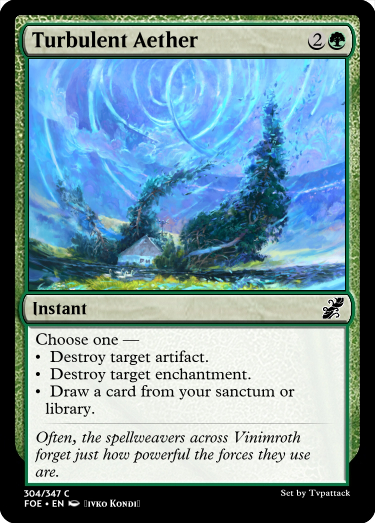 Turbulent Aether 2
Instant
Choose one —
• Destroy target artifact.
• Destroy target enchantment.
• Draw a card from your sanctum or
library.
Often, the spellweavers across Vinimroth
forget just how powerful the forces they use
are.
304/347 C
Set by Tvpattack
FOE • EN